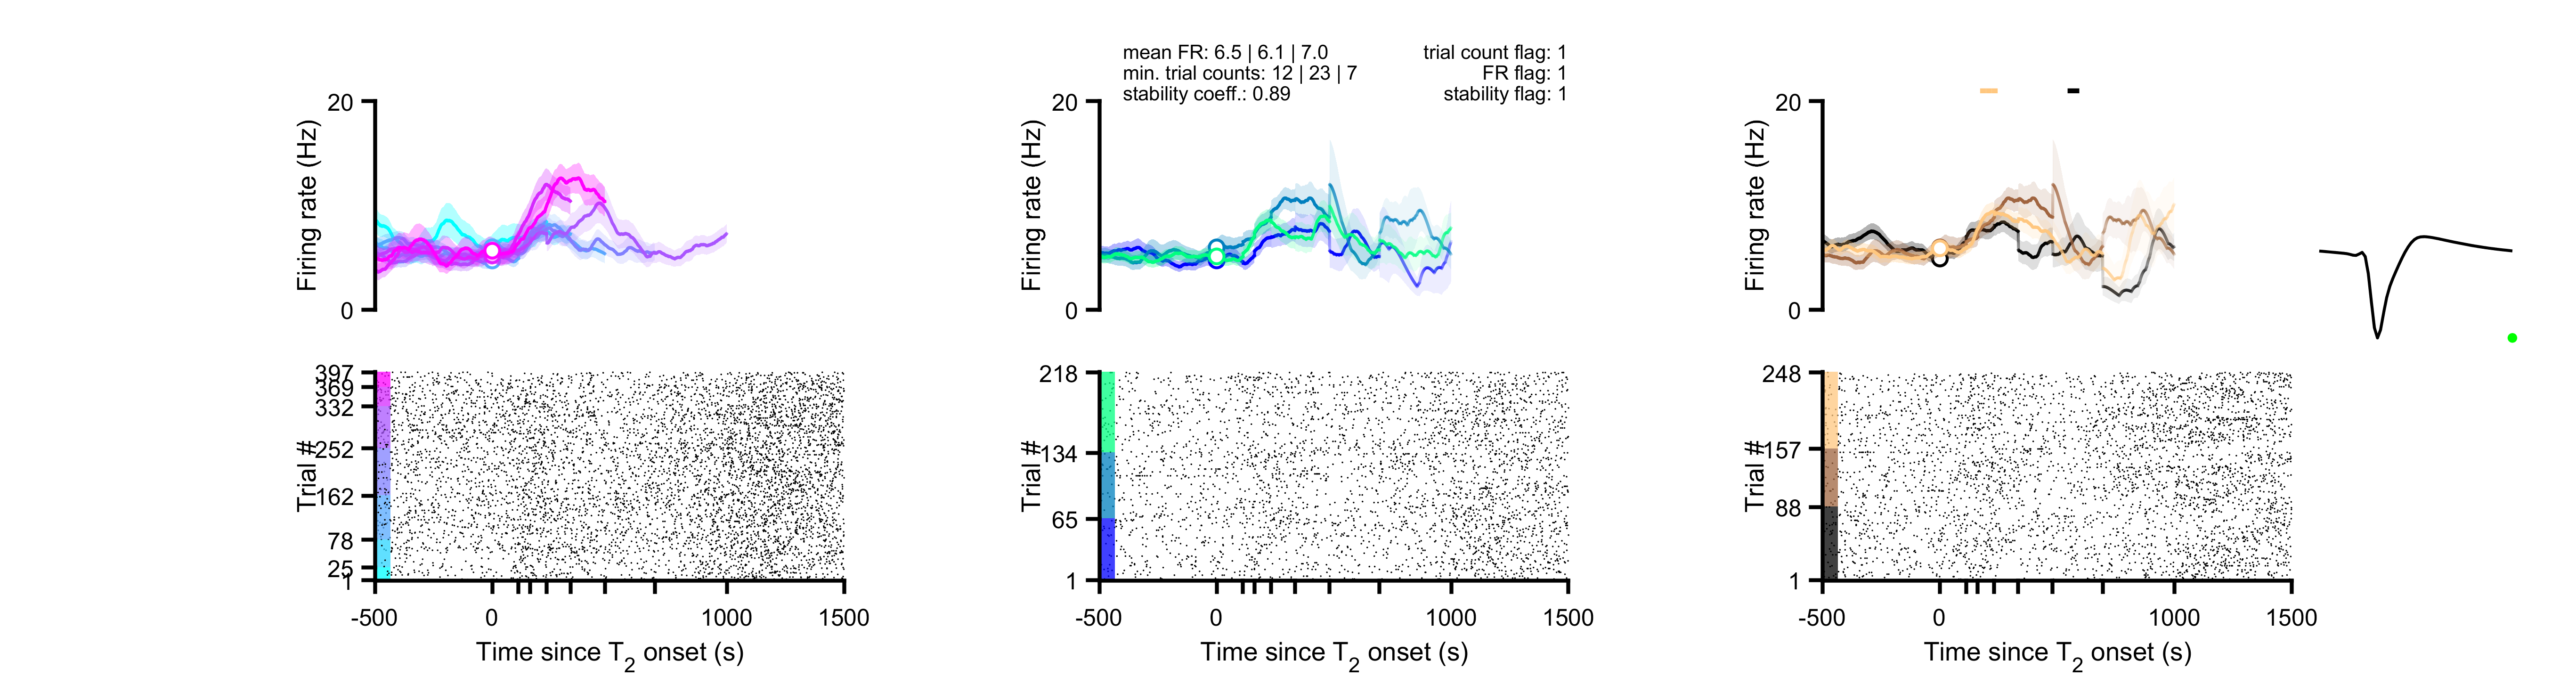 mean FR: 6.5 | 6.1 | 7.0
min. trial counts: 12 | 23 | 7
stability coeff.: 0.89
trial count flag: 1
FR flag: 1
stability flag: 1
20
Firing rate (Hz)
0
20
Firing rate (Hz)
0
20
Firing rate (Hz)
0
397
369
332
252
162
78
25
1
Trial #
-500
0
1000
1500
Time since T2 onset (s)
218
134
65
1
Trial #
-500
0
1000
1500
Time since T2 onset (s)
248
157
88
1
Trial #
-500
0
1000
1500
Time since T2 onset (s)